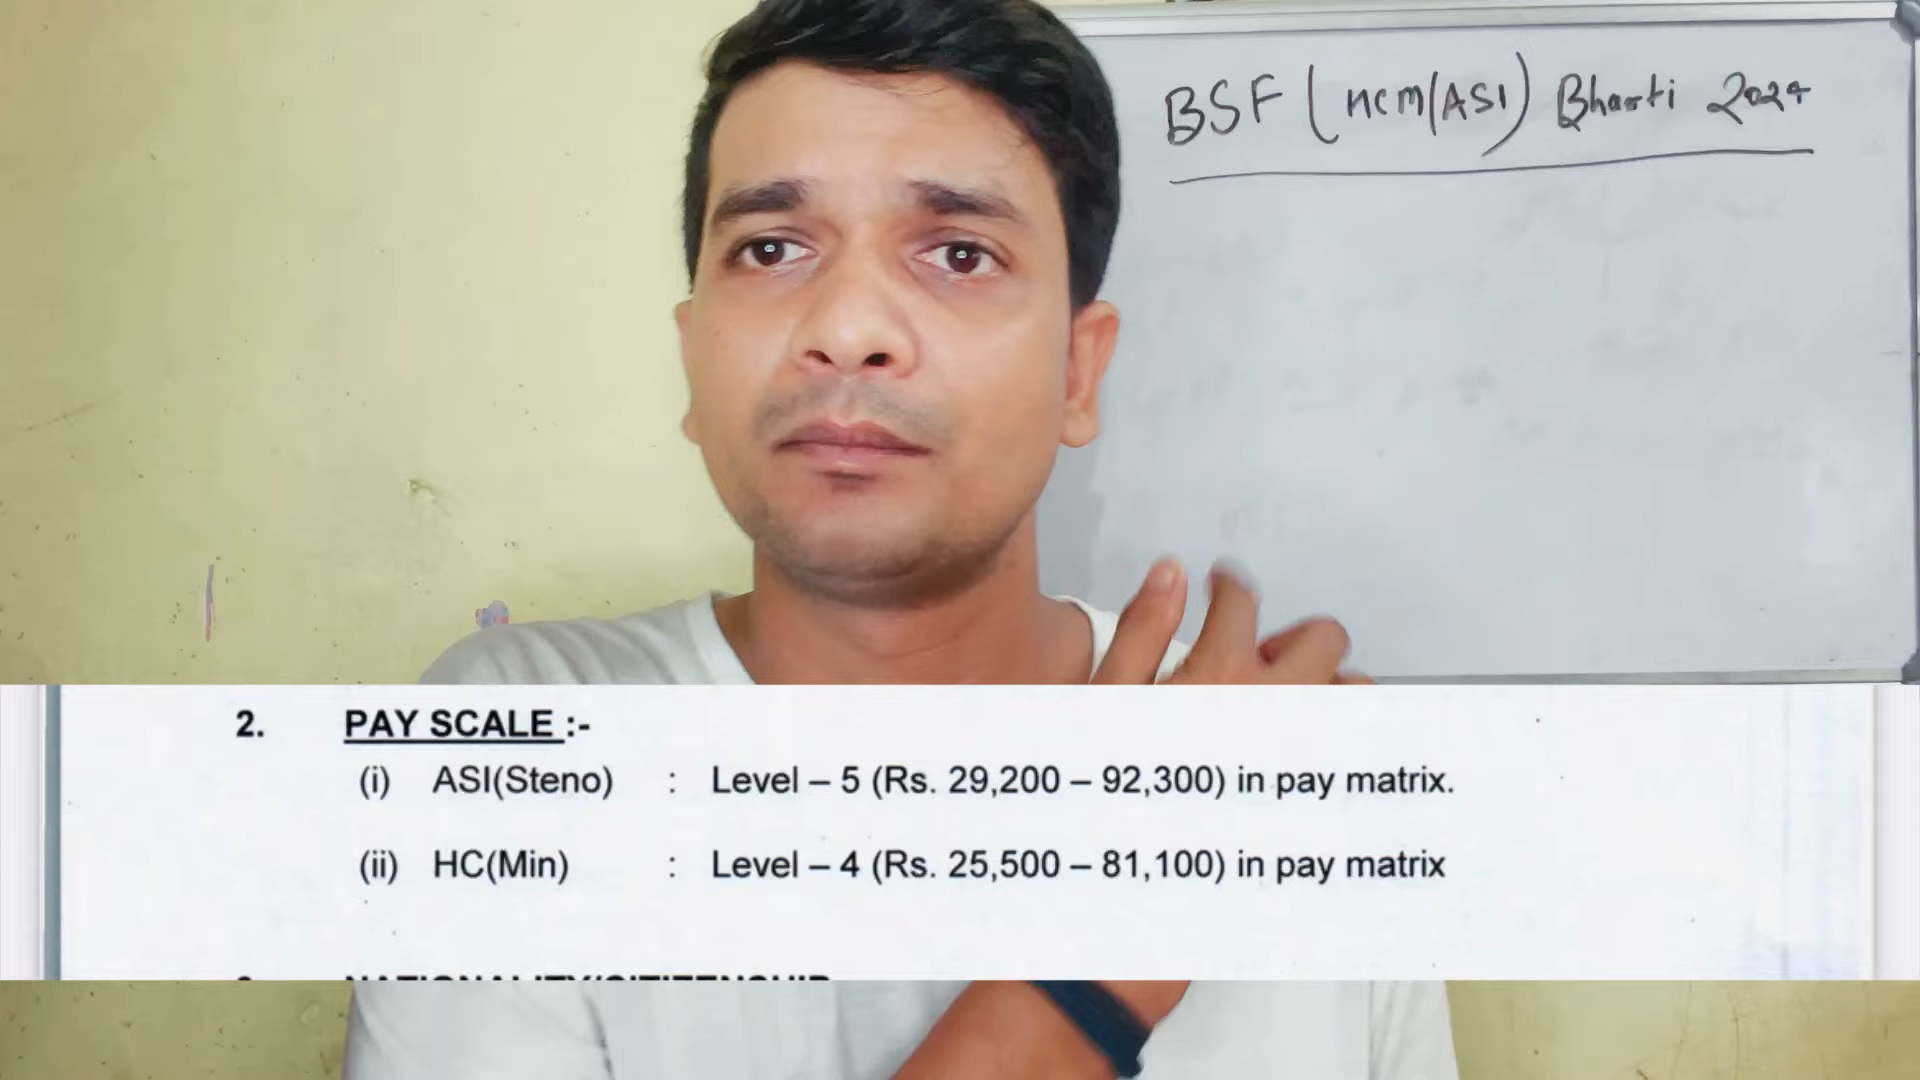 BSF (HCM/ASI) Bharti 2024
2. PAY SCALE :-
(i) ASI(Steno) : Level – 5 (Rs. 29,200 – 92,300) in pay matrix.
(ii) HC(Min) : Level – 4 (Rs. 25,500 – 81,100) in pay matrix